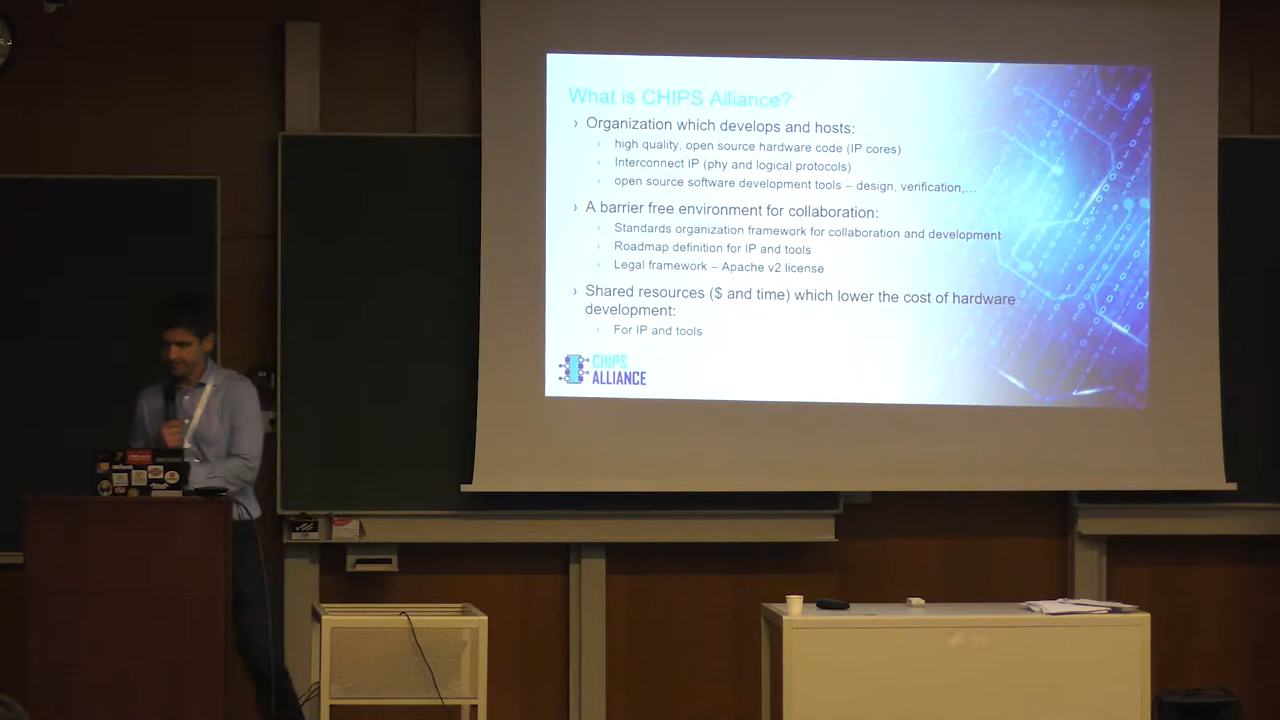 What is CHIPS Alliance?
› Organization which develops and hosts:
› high quality, open source hardware code (IP cores)
› Interconnect IP (phy and logical protocols)
› open source software development tools – design, verification,...
› A barrier free environment for collaboration:
› Standards organization framework for collaboration and development
› Roadmap definition for IP and tools
› Legal framework – Apache v2 license
› Shared resources ($ and time) which lower the cost of hardware
development:
› For IP and tools
CHIPS
ALLIANCE